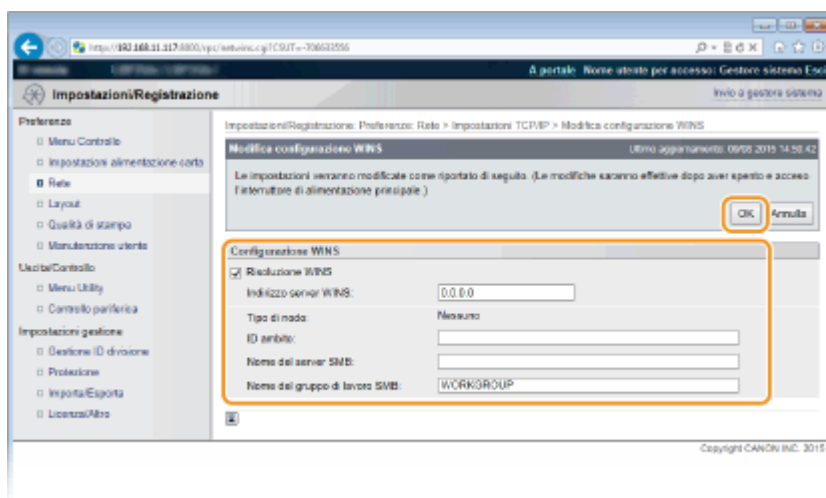 A portale Nome utente per accesso: Gestore sistema Esci
Impostazioni/Registrazione
Invio a gestore sistema
Preferenze
Menu Controllo
Impostazioni alimentazione carta
Rete
Layout
Qualità di stampa
Manutenzione utente
Uscita/Controllo
Menu Utility
Controllo periferica
Impostazioni gestione
Gestione ID divisione
Protezione
Importa/Esporta
Licenza/Altro
Impostazioni/Registrazione: Preferenze: Rete > Impostazioni TCP/IP > Modifica configurazione WINS
Modifica configurazione WINS
Ultimo aggiornamento: 2015 14:50:42
Le impostazioni verranno modificate come riportato di seguito. (Le modifiche saranno effettive dopo aver spento e acceso
l'interruttore di alimentazione principale.)
OK Annulla
Configurazione WINS
Risoluzione WINS
Indirizzo server WINS: 0.0.0.0
Tipo di nodo: Nessuno
ID ambito:
Nome del server SMB:
Nome del gruppo di lavoro SMB: WORKGROUP
Copyright CANON INC. 2015